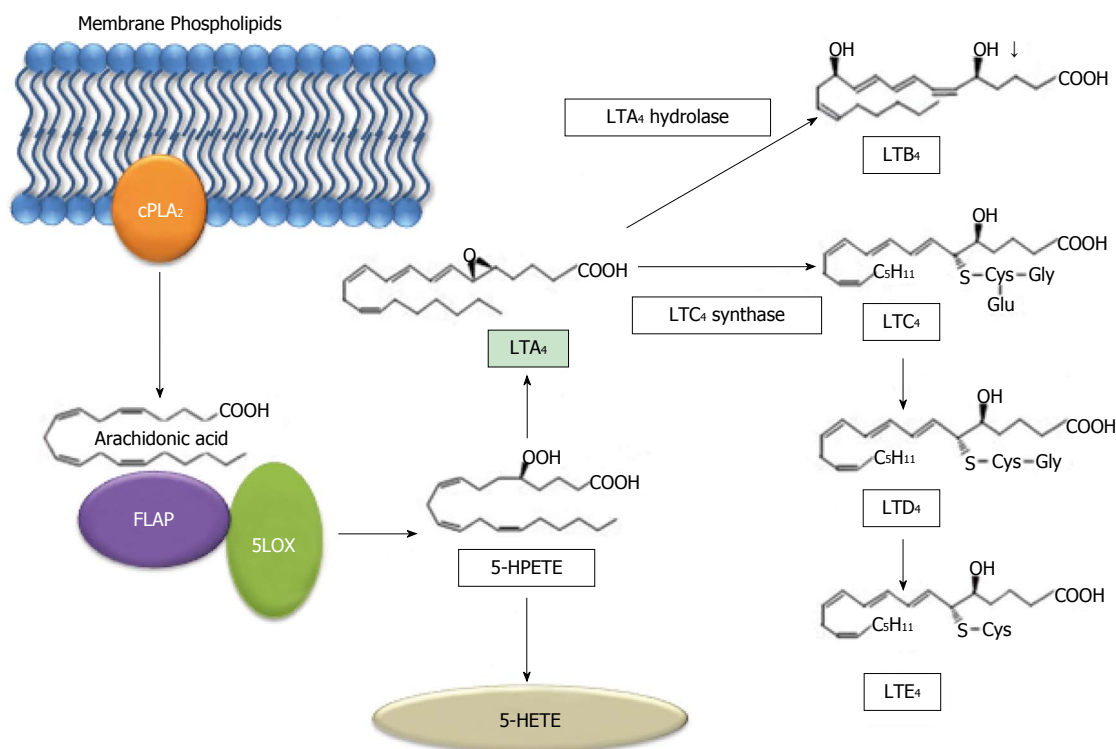 Membrane Phospholipids
cPLA₂
COOH
Arachidonic acid
FLAP
5LOX
OOH
COOH
5-HPETE
5-HETE
O
COOH
LTA₄
LTA₄ hydrolase
LTC₄ synthase
OH OH ↓
COOH
LTB₄
OH
COOH
C₅H₁₁ S Cys Gly
Glu
LTC₄
OH
COOH
C₅H₁₁ S Cys Gly
LTD₄
OH
COOH
C₅H₁₁ S Cys
LTE₄